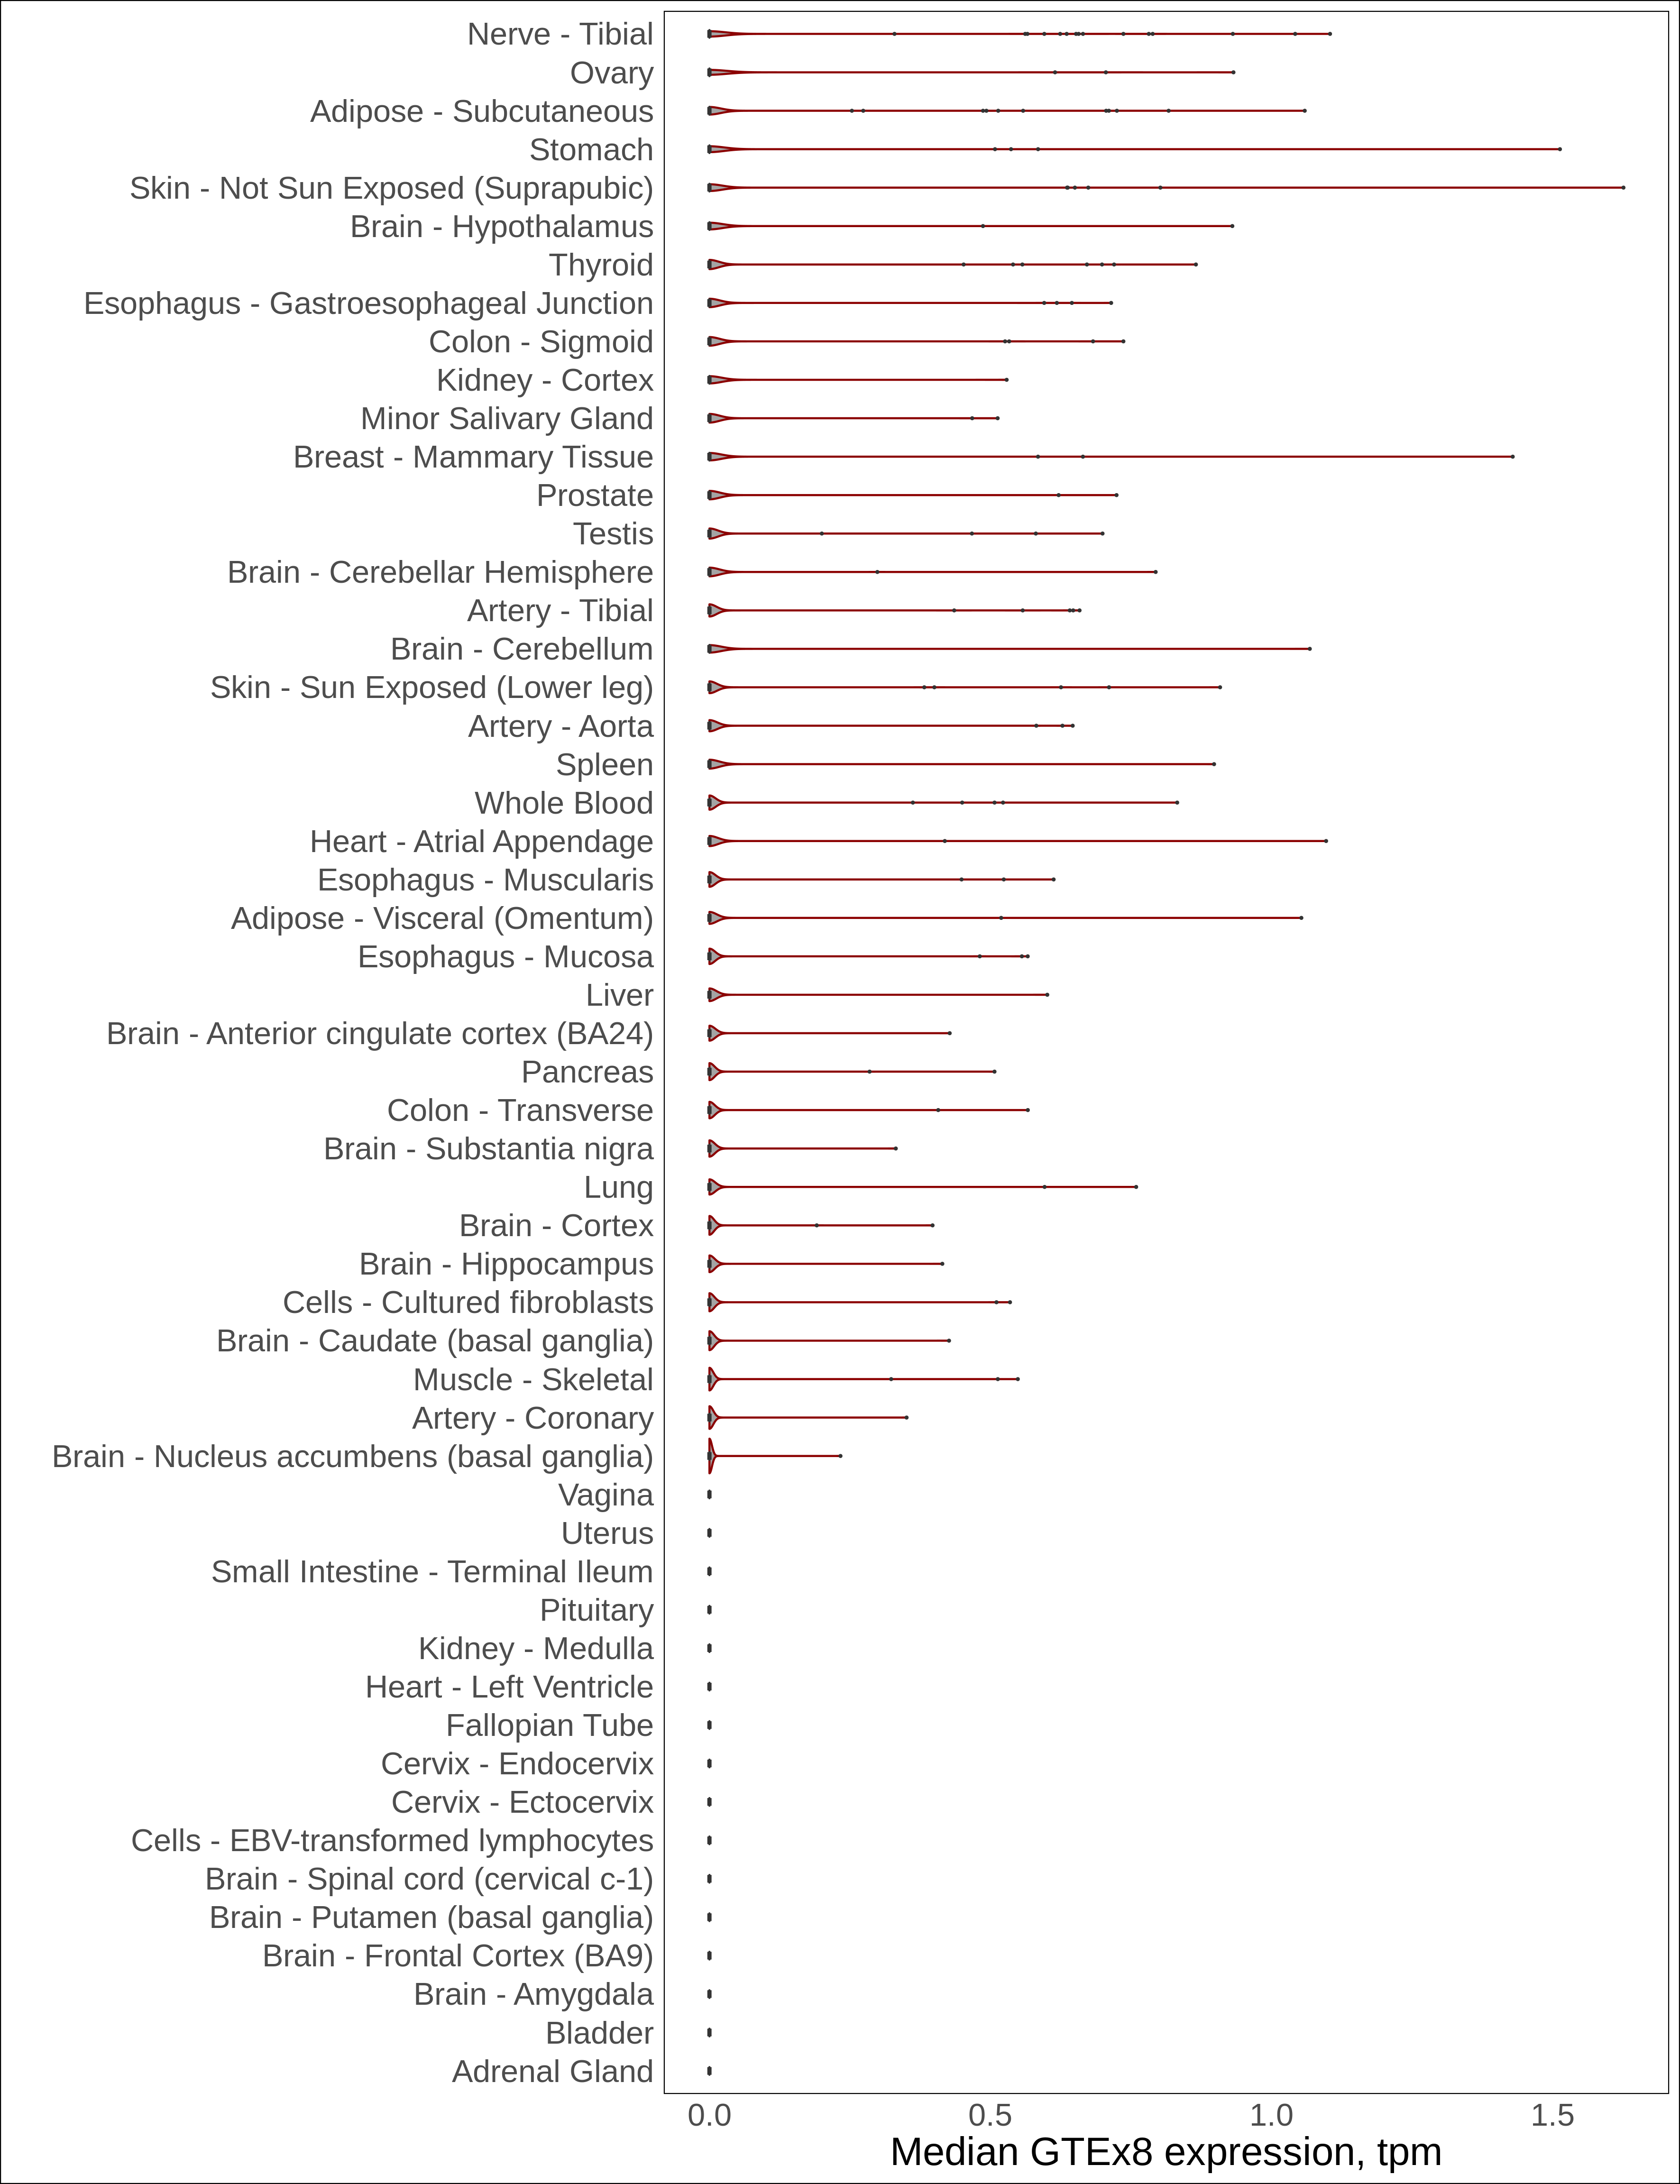 Nerve - Tibial
Ovary
Adipose - Subcutaneous
Stomach
Skin - Not Sun Exposed (Suprapubic)
Brain - Hypothalamus
Thyroid
Esophagus - Gastroesophageal Junction
Colon - Sigmoid
Kidney - Cortex
Minor Salivary Gland
Breast - Mammary Tissue
Prostate
Testis
Brain - Cerebellar Hemisphere
Artery - Tibial
Brain - Cerebellum
Skin - Sun Exposed (Lower leg)
Artery - Aorta
Spleen
Whole Blood
Heart - Atrial Appendage
Esophagus - Muscularis
Adipose - Visceral (Omentum)
Esophagus - Mucosa
Liver
Brain - Anterior cingulate cortex (BA24)
Pancreas
Colon - Transverse
Brain - Substantia nigra
Lung
Brain - Cortex
Brain - Hippocampus
Cells - Cultured fibroblasts
Brain - Caudate (basal ganglia)
Muscle - Skeletal
Artery - Coronary
Brain - Nucleus accumbens (basal ganglia)
Vagina
Uterus
Small Intestine - Terminal Ileum
Pituitary
Kidney - Medulla
Heart - Left Ventricle
Fallopian Tube
Cervix - Endocervix
Cervix - Ectocervix
Cells - EBV-transformed lymphocytes
Brain - Spinal cord (cervical c-1)
Brain - Putamen (basal ganglia)
Brain - Frontal Cortex (BA9)
Brain - Amygdala
Bladder
Adrenal Gland
0.0 0.5 1.0 1.5
Median GTEx8 expression, tpm